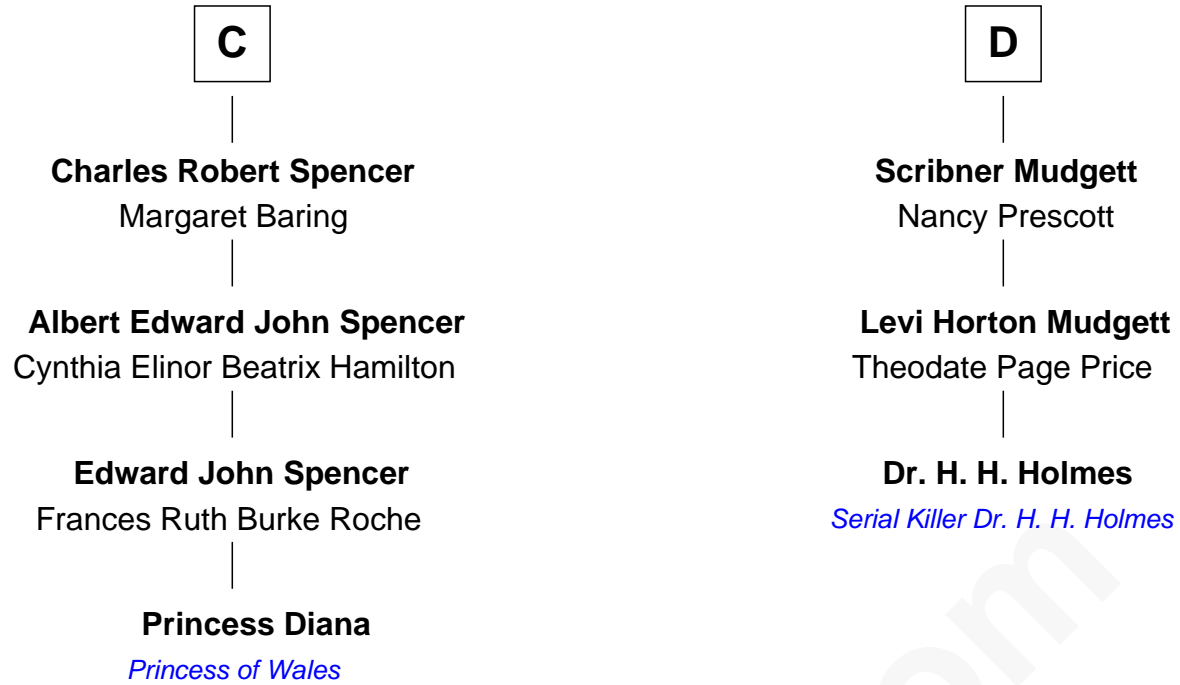 C
Charles Robert Spencer
Margaret Baring
Albert Edward John Spencer
Cynthia Elinor Beatrix Hamilton
Edward John Spencer
Frances Ruth Burke Roche
Princess Diana
Princess of Wales
D
Scribner Mudgett
Nancy Prescott
Levi Horton Mudgett
Theodate Page Price
Dr. H. H. Holmes
Serial Killer Dr. H. H. Holmes
om